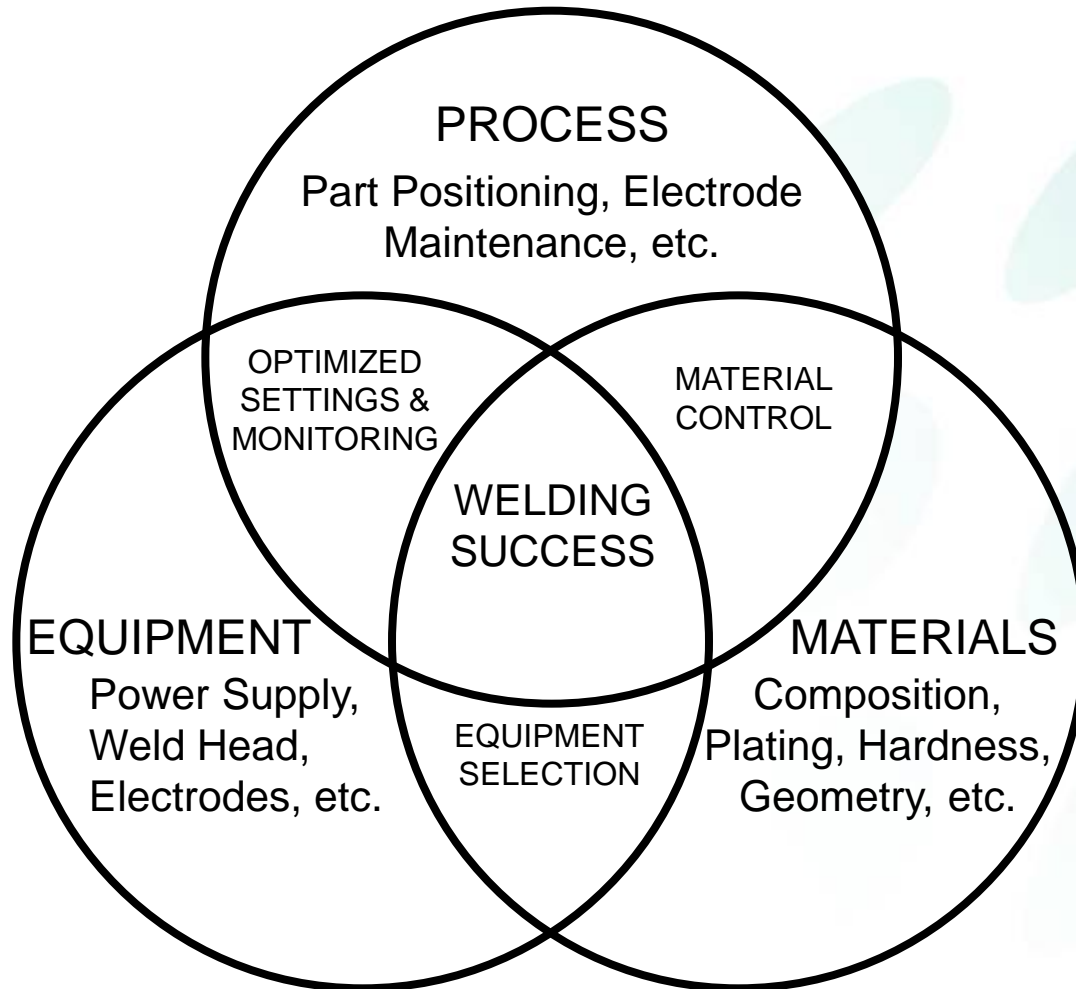 PROCESS
Part Positioning, Electrode
Maintenance, etc.
OPTIMIZED
SETTINGS &
MONITORING
MATERIAL
CONTROL
WELDING
SUCCESS
EQUIPMENT
Power Supply,
Weld Head,
Electrodes, etc.
MATERIALS
Composition,
Plating, Hardness,
Geometry, etc.
EQUIPMENT
SELECTION